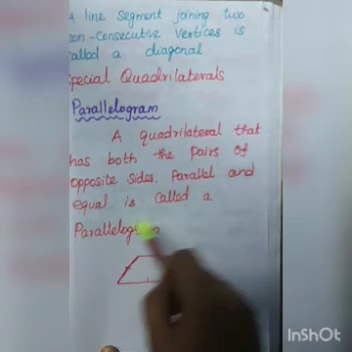 A line segment joining two
non-consecutive vertices is
called a diagonal
Special Quadrilaterals
Parallelogram
A quadrilateral that
has both the pairs of
opposite sides. Parallel and
equal is called a
Parallelogram
InShOt